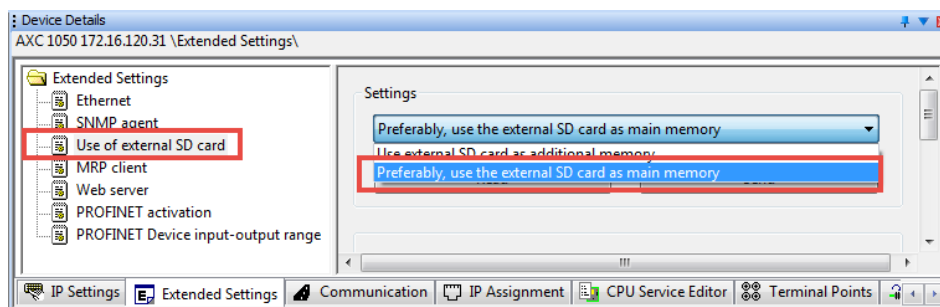 Device Details
AXC 1050 172.16.120.31 \Extended Settings\
Extended Settings
Ethernet
SNMP agent
Use of external SD card
MRP client
Web server
PROFINET activation
PROFINET Device input-output range
Settings
Preferably, use the external SD card as main memory
Use external SD card as additional memory
Preferably, use the external SD card as main memory
IP Settings Extended Settings Communication IP Assignment CPU Service Editor Terminal Points